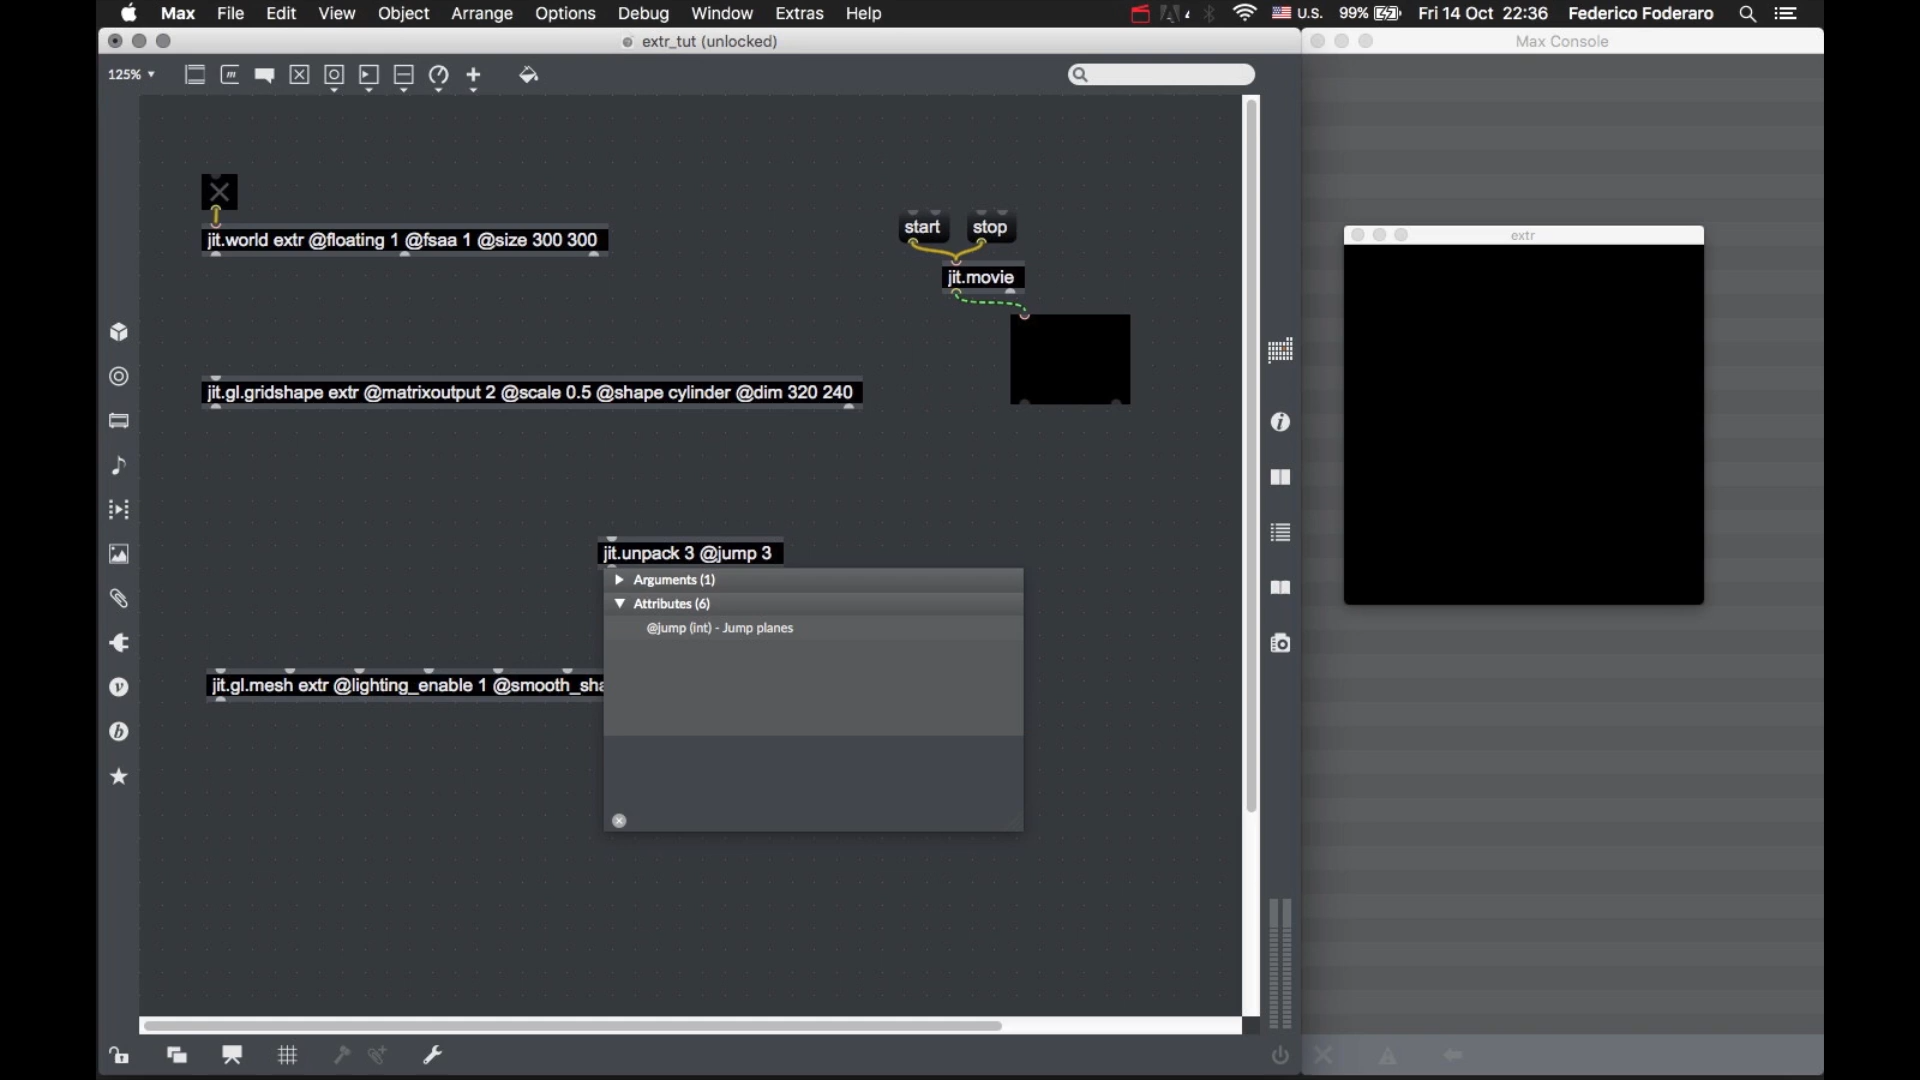 Max File Edit View Object Arrange Options Debug Window Extras Help U.S. 99% Fri 14 Oct 22:36 Federico Foderaro
extr_tut (unlocked)
Max Console
125%
start stop
jit.world extr @floating 1 @fsaa 1 @size 300 300
extr
jit.movie
jit.gl.gridshape extr @matrixoutput 2 @scale 0.5 @shape cylinder @dim 320 240
jit.unpack 3 @jump 3
Arguments (1)
Attributes (6)
@jump (int) - Jump planes
jit.gl.mesh extr @lighting_enable 1 @smooth_sha